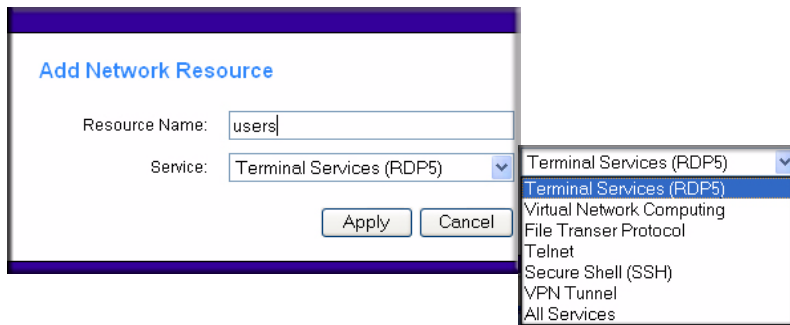 Add Network Resource
Resource Name: users
Service: Terminal Services (RDP5)
Apply Cancel
Terminal Services (RDP5)
Terminal Services (RDP5)
Virtual Network Computing
File Transer Protocol
Telnet
Secure Shell (SSH)
VPN Tunnel
All Services